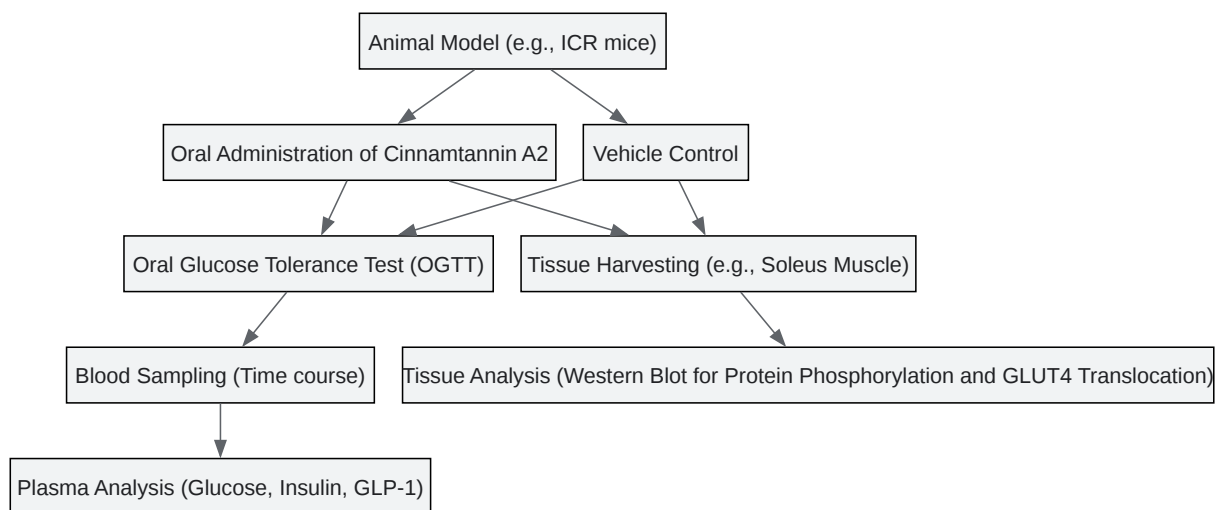 Animal Model (e.g., ICR mice)
Oral Administration of Cinnamtannin A2
Vehicle Control
Oral Glucose Tolerance Test (OGTT)
Tissue Harvesting (e.g., Soleus Muscle)
Blood Sampling (Time course)
Tissue Analysis (Western Blot for Protein Phosphorylation and GLUT4 Translocation)
Plasma Analysis (Glucose, Insulin, GLP-1)